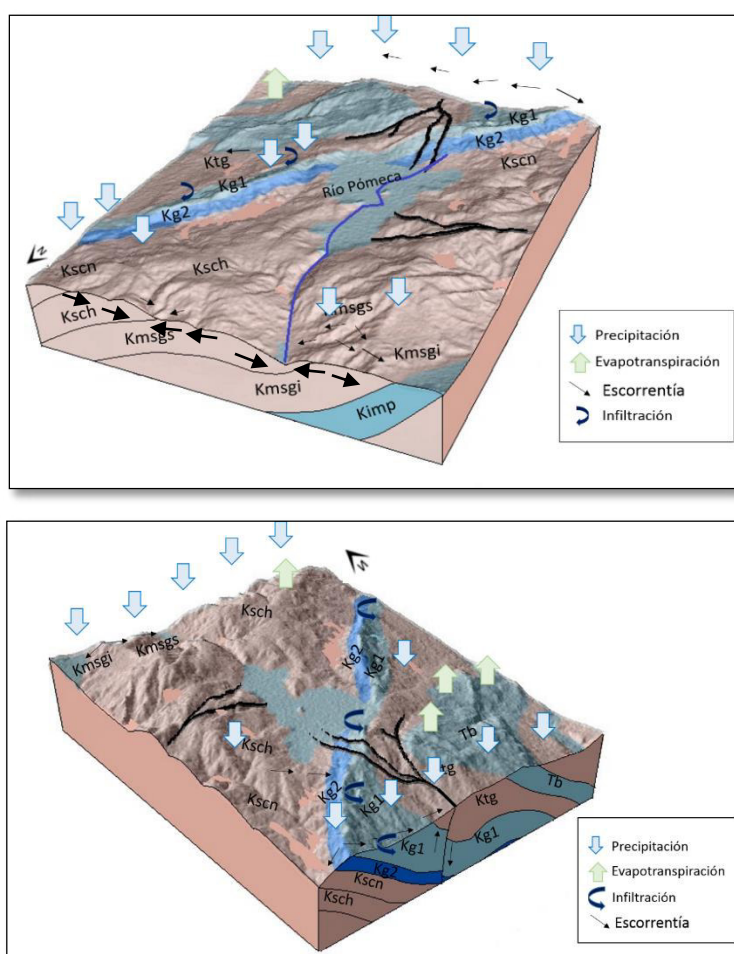 Kg1
Kg2
Kscn
Ktg
Río Pómeca
Kg1
Kg2
Kscn
Ksch
Kmsgs
Kmsgi
Ksch
Kmsgs
Kmsgi
Kimp
N
Precipitación
Evapotranspiración
Escorrentía
Infiltración
N
Ksch
Kmsgs
Kmsgi
Kg2
Kg1
Tb
Ksch
Kscn
Kg2
Kg1
Ktg
Tb
Kg1
Kg1
Kg2
Kscn
Ksch
Precipitación
Evapotranspiración
Infiltración
Escorrentía